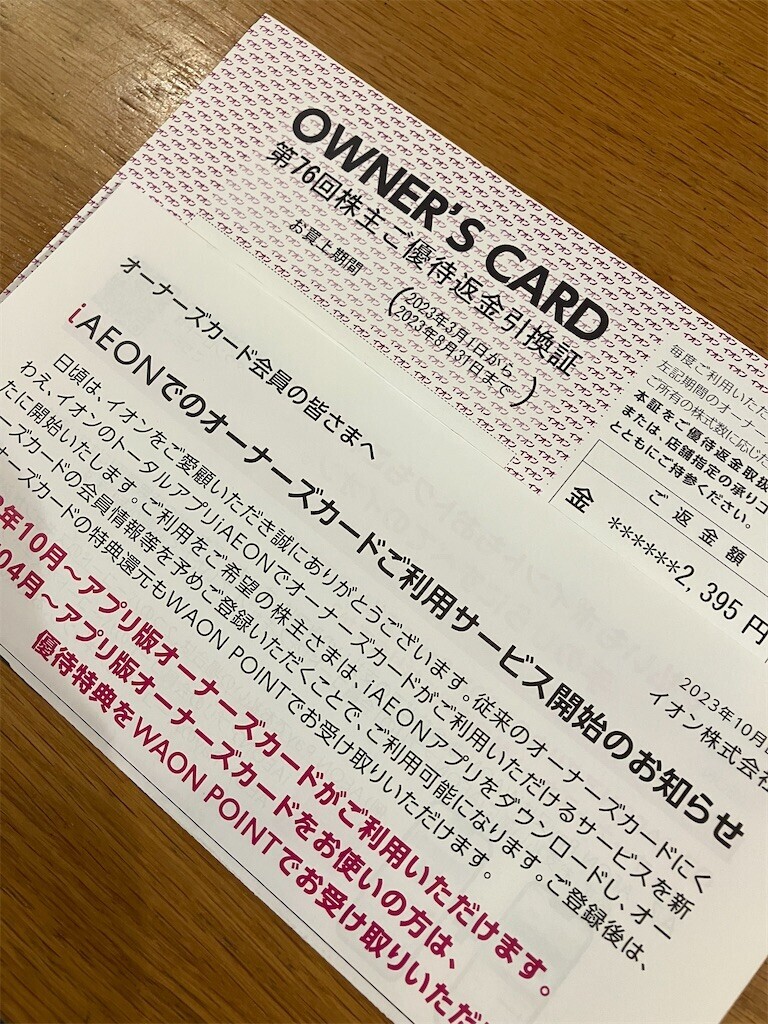 OWNER'S CARD
第76回株主ご優待返金引換証
お買上期間
(2023年3月1日から
2023年8月31日まで)
毎度ご利用いただ
左記期間のオーナー
ご所有の株式数に応じた
本証をご優待返金取扱
または、店舗指定の承りコ
とともにご持参ください。
ご返金額
金 ******2,395円
2023年10月
イオン株式会社
オーナーズカード会員の皆さまへ
iAEONでのオーナーズカードご利用サービス開始のお知らせ
日頃は、イオンをご愛顧いただき誠にありがとうございます。従来のオーナーズカードにく
わえ、イオンのトータルアプリiAEONでオーナーズカードがご利用いただけるサービスを新
たに開始いたします。ご利用をご希望の株主さまは、iAEONアプリをダウンロードし、オー
ーズカードの会員情報等を予めご登録いただくことで、ご利用可能になります。ご登録後は、
ーズカードの特典還元もWAON POINTでお受け取りいただけます。
年10月～アプリ版オーナーズカードがご利用いただけます。
04月～アプリ版オーナーズカードをお使いの方は、
優待特典をWAON POINTでお受け取りいただ